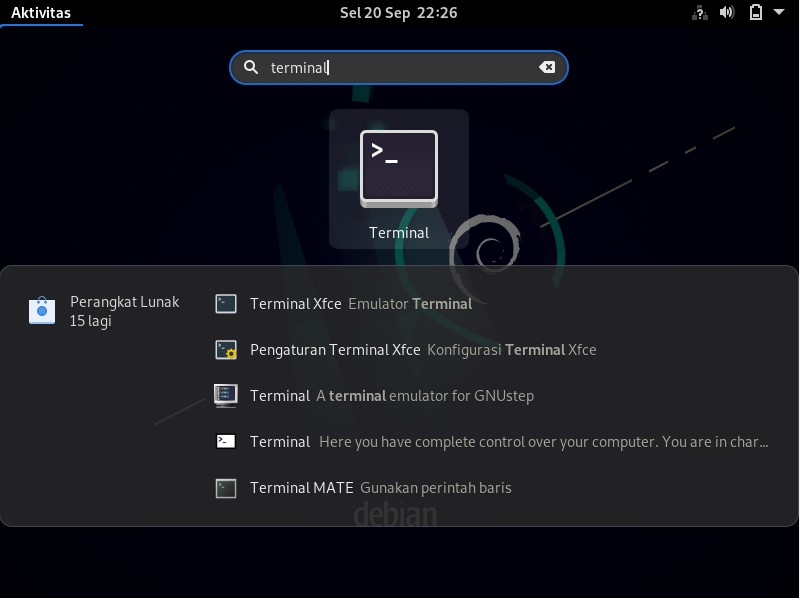 Aktivitas
Sel 20 Sep 22:26
terminal
>_
Terminal
Perangkat Lunak
15 lagi
Terminal Xfce Emulator Terminal
Pengaturan Terminal Xfce Konfigurasi Terminal Xfce
Terminal A terminal emulator for GNUstep
Terminal Here you have complete control over your computer. You are in char...
Terminal MATE Gunakan perintah baris
debian